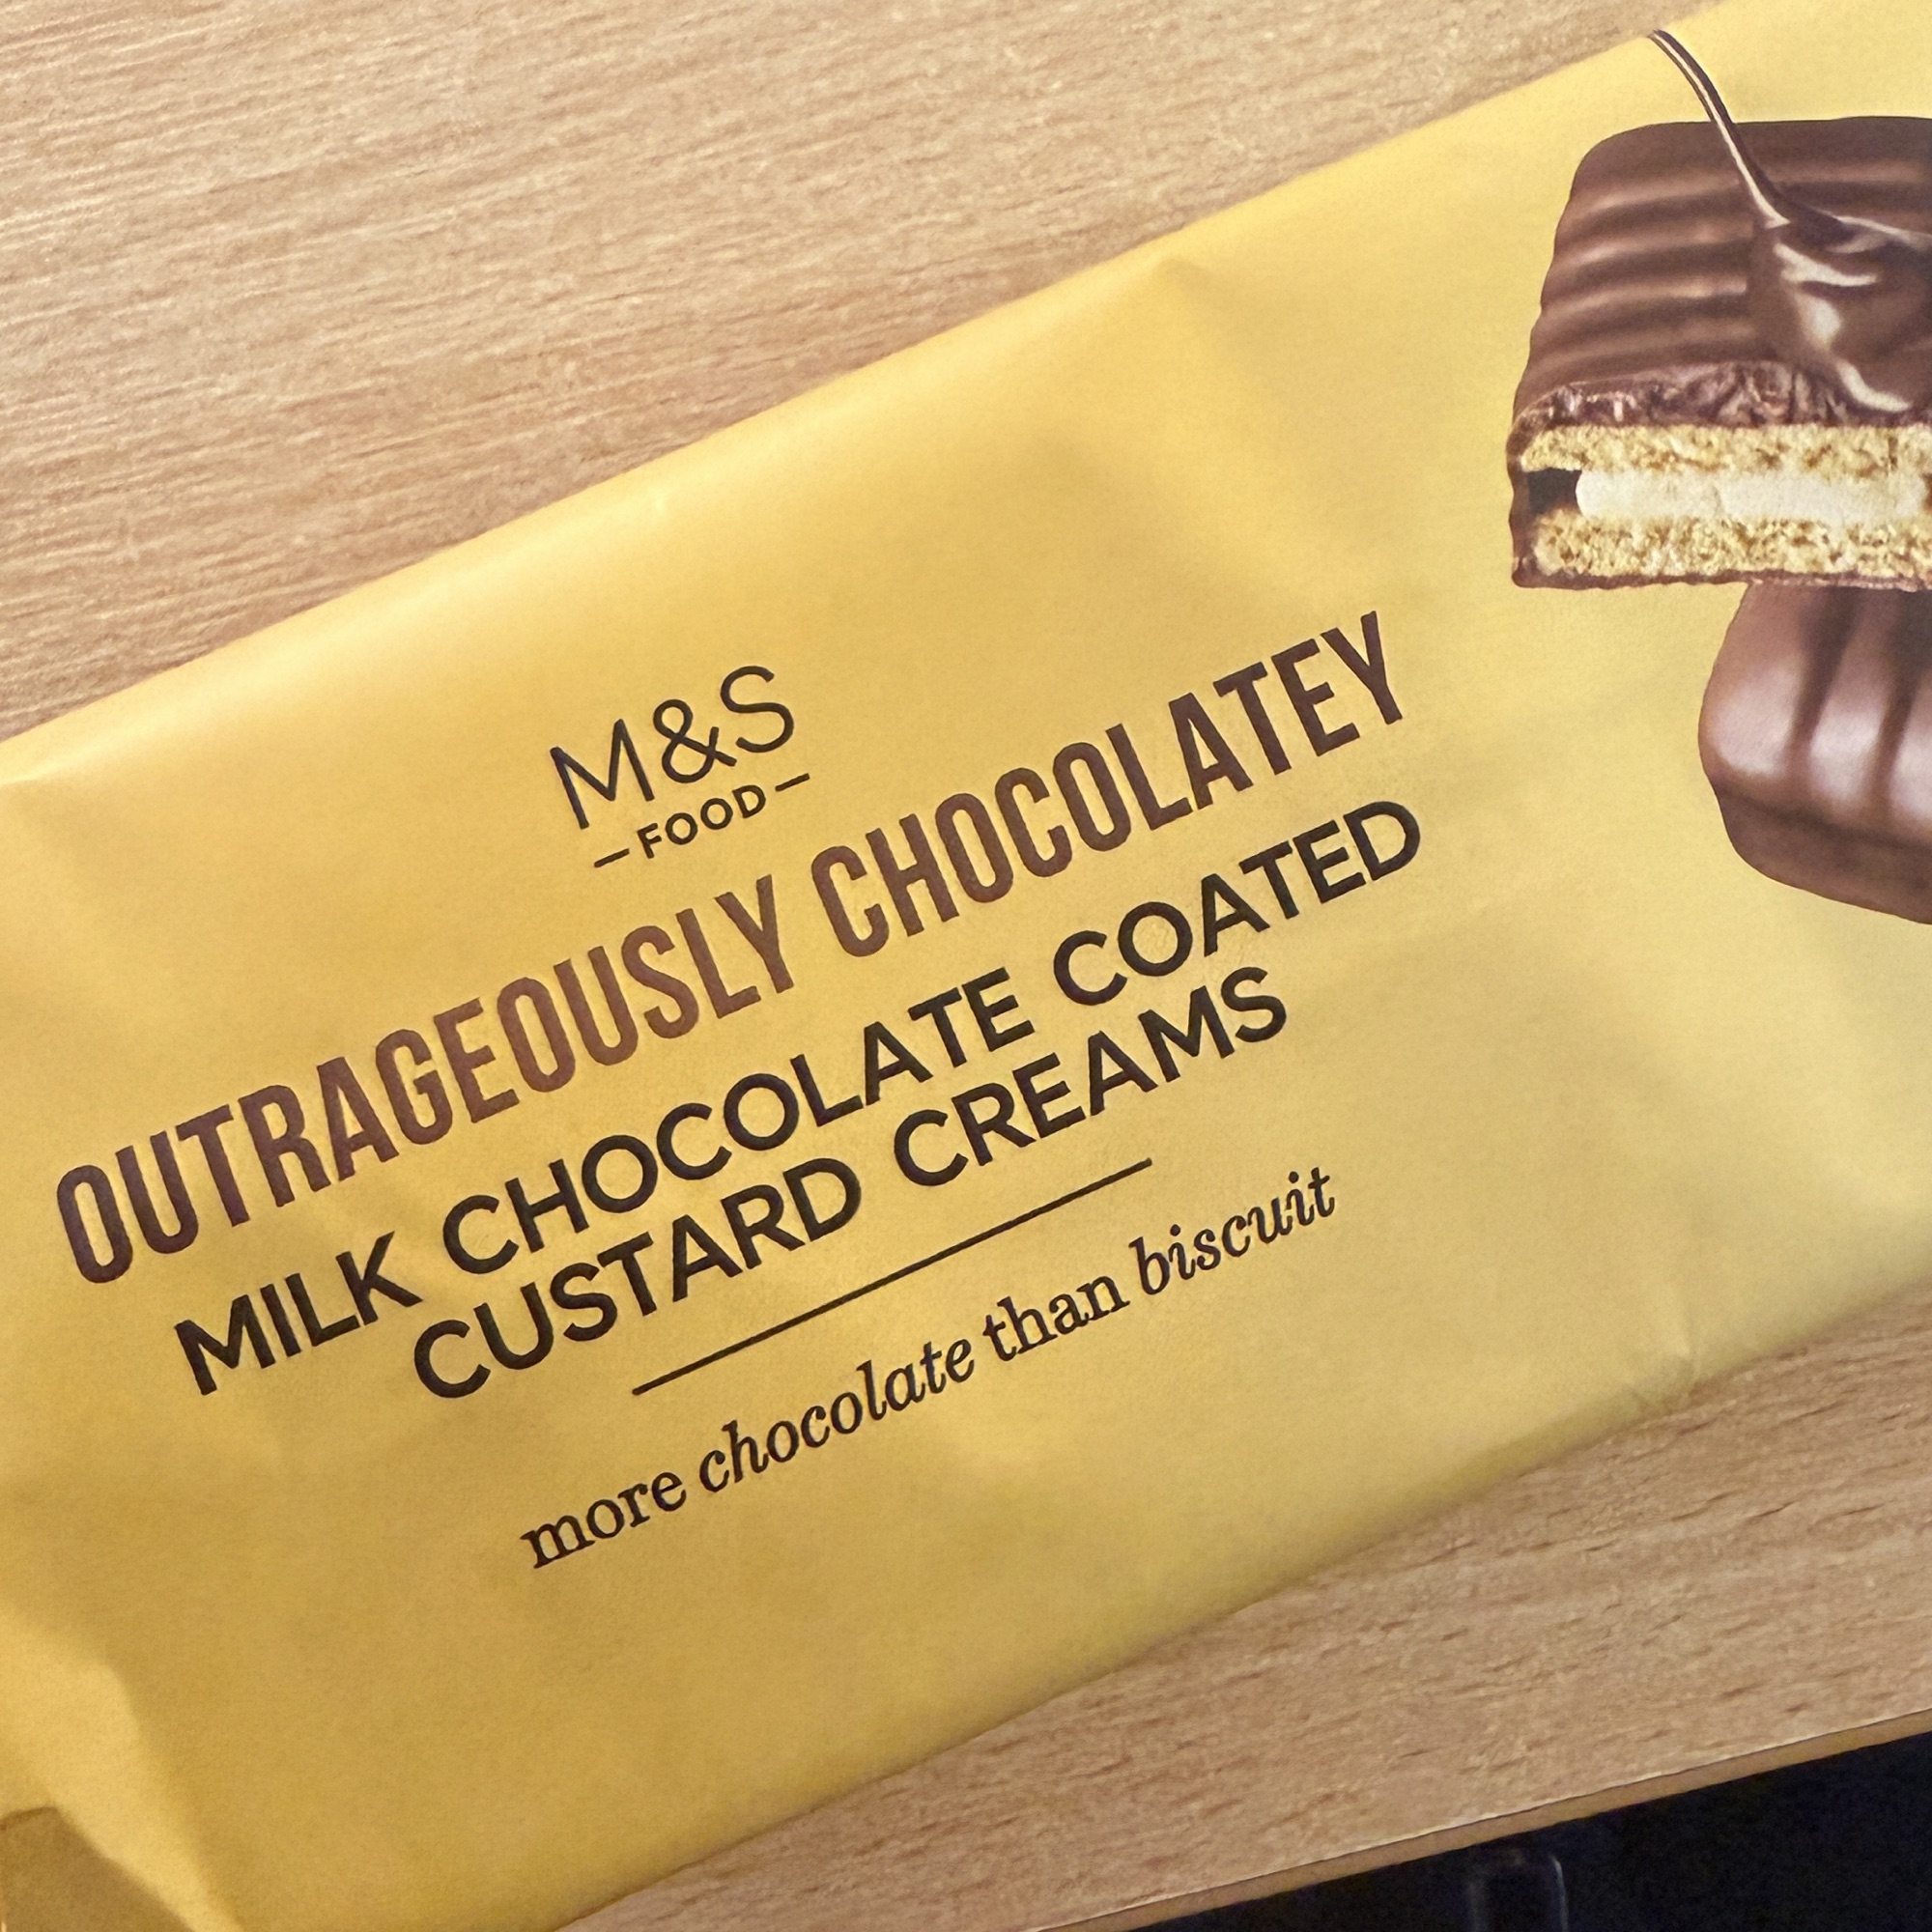 M&S
FOOD
OUTRAGEOUSLY CHOCOLATEY
MILK CHOCOLATE COATED
CUSTARD CREAMS
more chocolate than biscuit